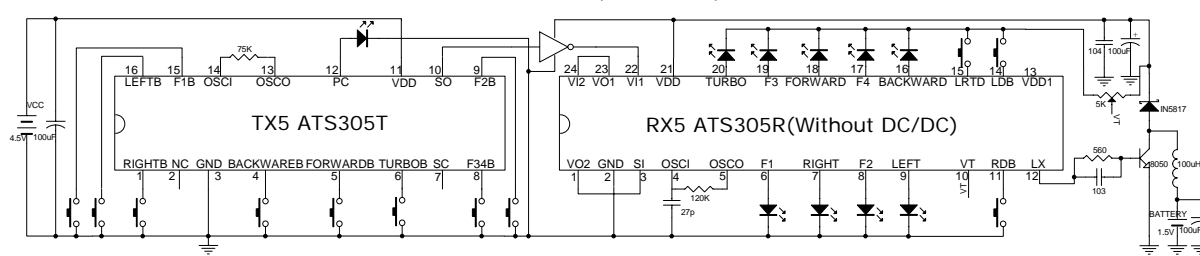 75K
16 15 14 13 12 11 10 9
LEFTB F1B OSCI OSCO PC VDD SO F2B
TX5 ATS305T
RIGHTB NC GND BACKWAREB FORWARDB TURBOB SC F34B
1 2 3 4 5 6 7 8
VCC
4.5V
100uF
24 23 22 21 20 19 18 17 16 15 14 13
VI2 VO1 VI1 VDD TURBO F3 FORWARD F4 BACKWARD LRTD LDB VDD1
RX5 ATS305R(Without DC/DC)
VO2 GND SI OSCI OSCO F1 RIGHT F2 LEFT VT RDB LX
1 2 3 4 5 6 7 8 9 10 11 12
120K
27p
VT
104
100uF
+
5K
VT
IN5817
560
103
8050
100uH
BATTERY
1.5V
100uF